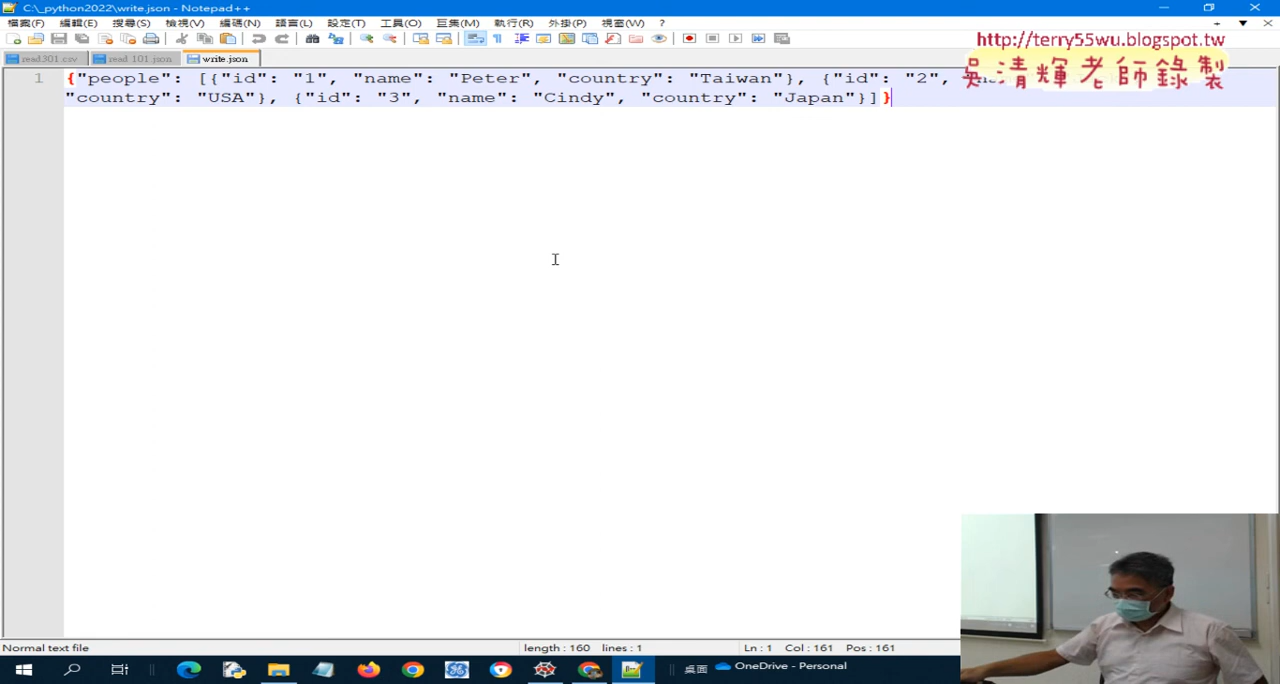 C:\_python2022\write.json - Notepad++
檔案(F) 編輯(E) 搜尋(S) 檢視(V) 編碼(N) 語言(L) 設定(T) 工具(O) 巨集(M) 執行(R) 外掛(P) 視窗(W) ?
http://terry55wu.blogspot.tw
read301.csv read 101.json write.json
吳清輝老師錄製
1 {"people": [{"id": "1", "name": "Peter", "country": "Taiwan"}, {"id": "2",
"country": "USA"}, {"id": "3", "name": "Cindy", "country": "Japan"}]}
Normal text file length : 160 lines : 1 Ln : 1 Col : 161 Pos : 161
桌面 OneDrive - Personal